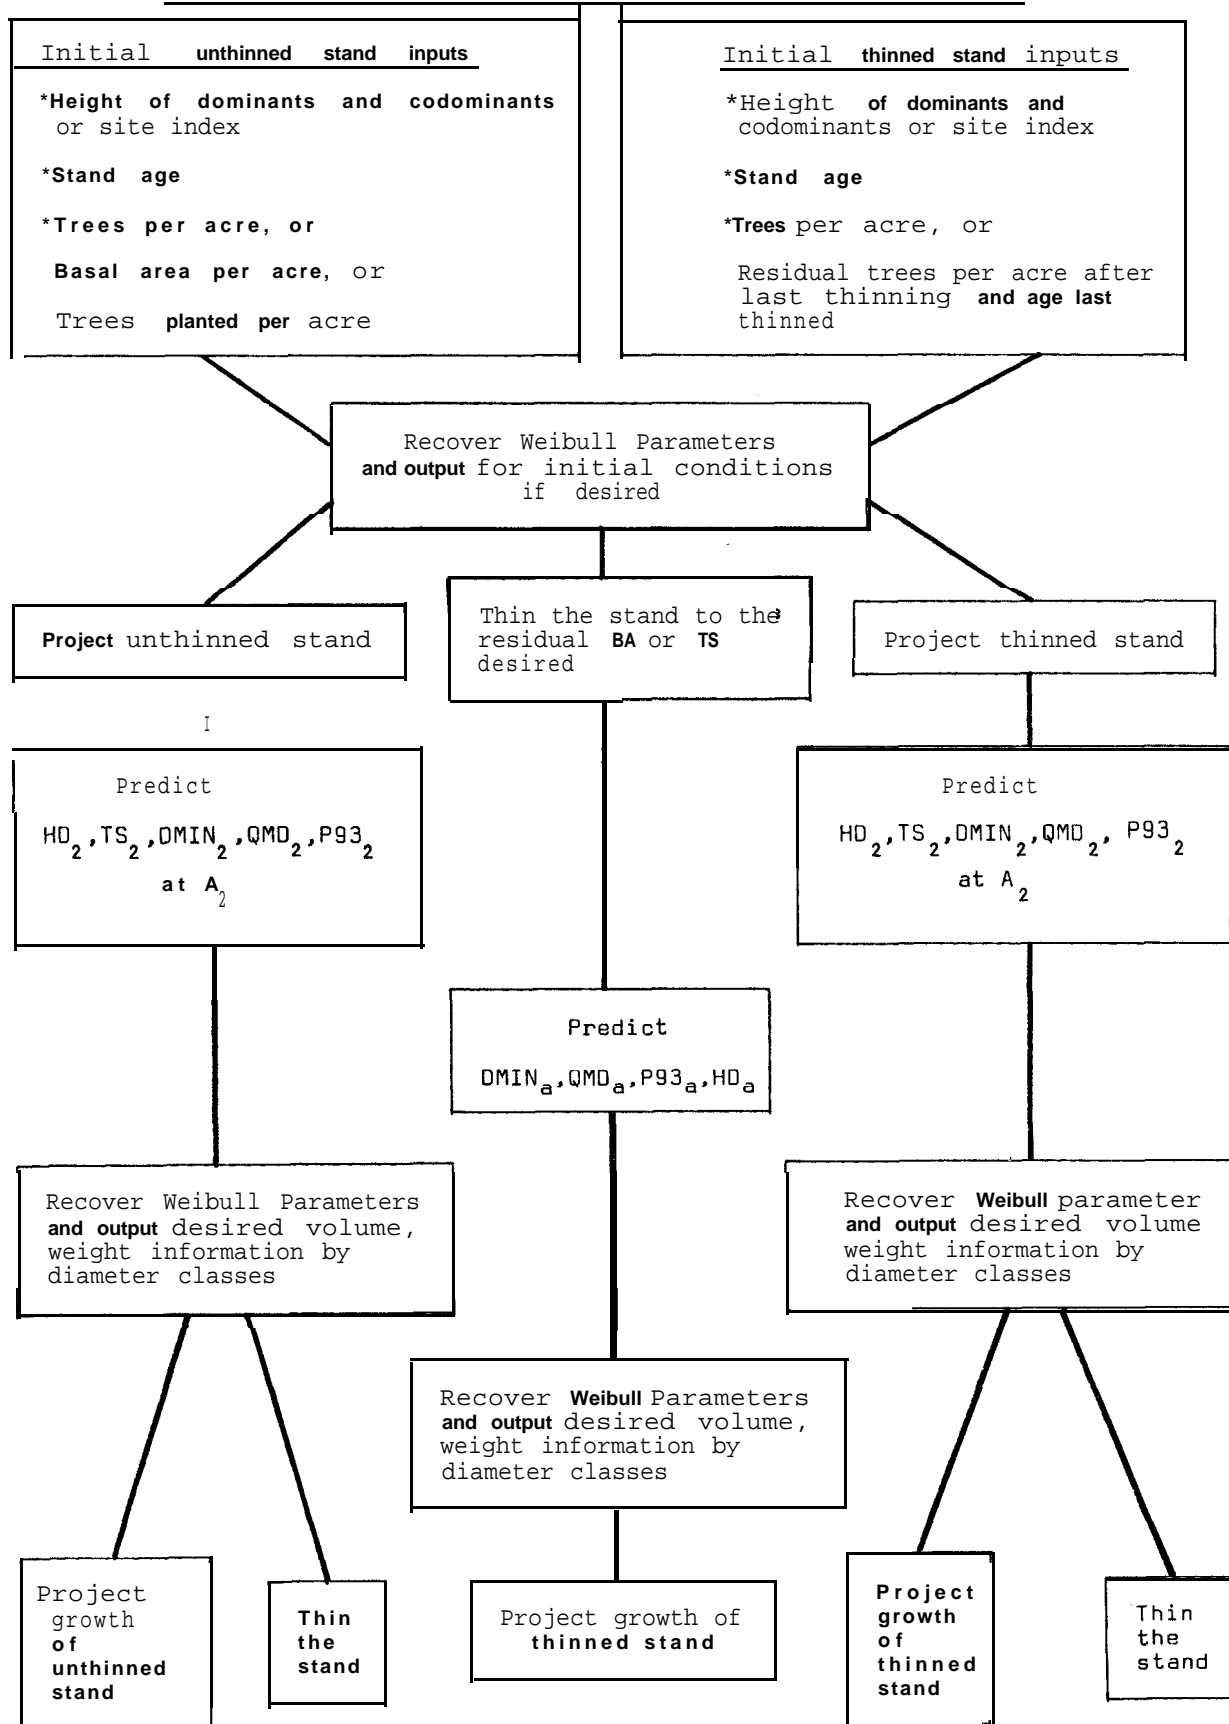 Initial unthinned stand inputs
*Height of dominants and codominants
or site index
*Stand age
*Trees per acre, or
Basal area per acre, or
Trees planted per acre
Initial thinned stand inputs
*Height of dominants and
codominants or site index
*Stand age
*Trees per acre, or
Residual trees per acre after
last thinning and age last
thinned
Recover Weibull Parameters
and output for initial conditions
if desired
Project unthinned stand
Thin the stand to the
residual BA or TS
desired
Project thinned stand
I
Predict
HD2,TS2,DMIN2,QMD2,P932
at A2
Predict
HD2,TS2,DMIN2,QMD2, P932
at A2
Predict
DMINa,QMDa,P93a,HDa
Recover Weibull Parameters
and output desired volume,
weight information by
diameter classes
Recover Weibull parameter
and output desired volume
weight information by
diameter classes
Recover Weibull Parameters
and output desired volume,
weight information by
diameter classes
Project
growth
of
unthinned
stand
Thin
the
stand
Project growth of
thinned stand
Project
growth
of
thinned
stand
Thin
the
stand